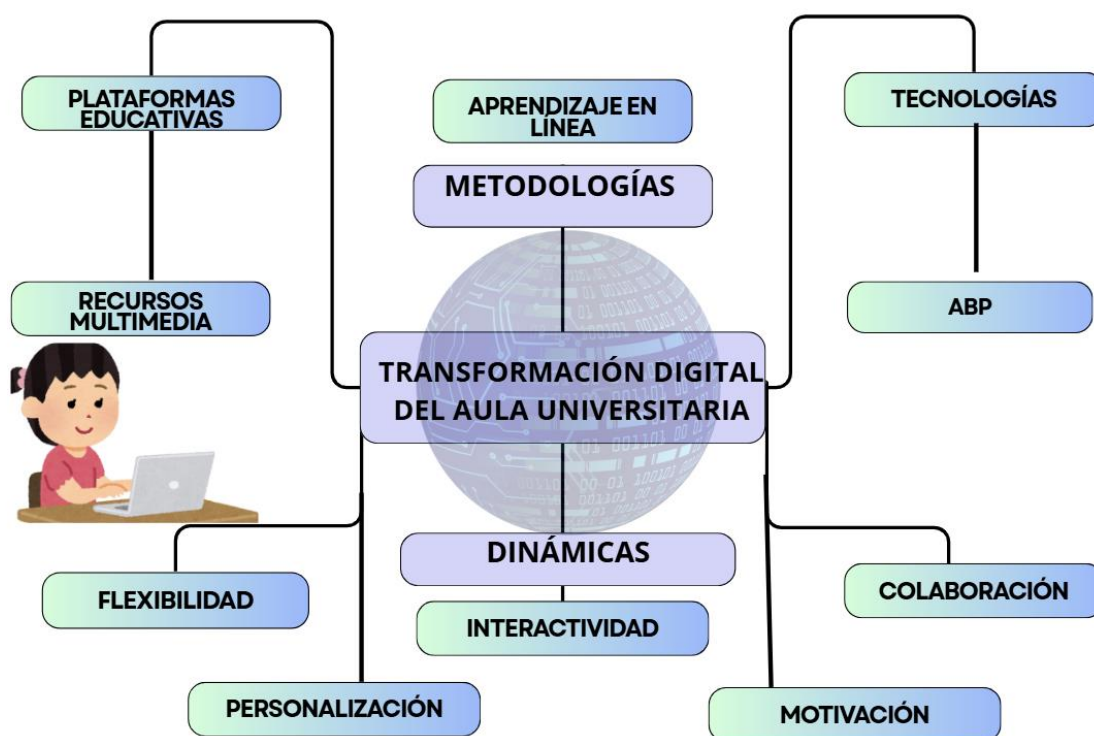 PLATAFORMAS
EDUCATIVAS
APRENDIZAJE EN
LÍNEA
TECNOLOGÍAS
METODOLOGÍAS
RECURSOS
MULTIMEDIA
ABP
TRANSFORMACIÓN DIGITAL
DEL AULA UNIVERSITARIA
DINÁMICAS
FLEXIBILIDAD
INTERACTIVIDAD
COLABORACIÓN
PERSONALIZACIÓN
MOTIVACIÓN